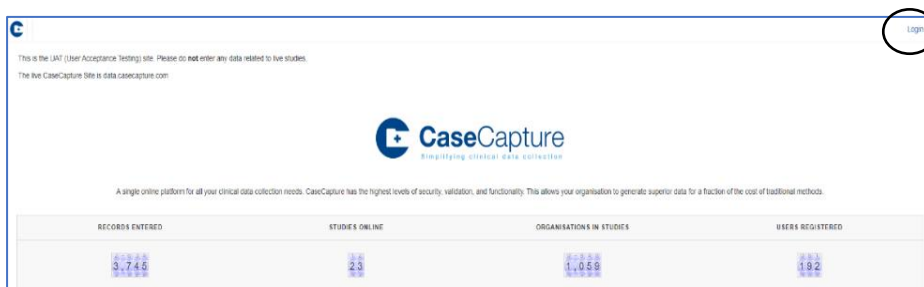 Login
This is the UAT (User Acceptance Testing) site. Please do not enter any data related to live studies.
The live CaseCapture Site is data.casecapture.com
CaseCapture
Simplifying clinical data collection
A single online platform for all your clinical data collection needs. CaseCapture has the highest levels of security, validation, and functionality. This allows your organisation to generate superior data for a fraction of the cost of traditional methods.
RECORDS ENTERED STUDIES ONLINE ORGANISATIONS IN STUDIES USERS REGISTERED
3,745 23 1,059 192